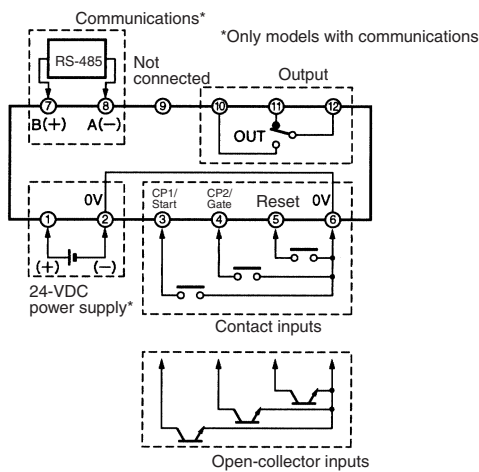 Communications*
*Only models with communications
RS-485
Not
connected
Output
7
8
9
10
11
12
B(+)
A(−)
OUT
0V
CP1/
Start
CP2/
Gate
Reset
0V
1
2
3
4
5
6
(+)
(−)
24-VDC
power supply*
Contact inputs
Open-collector inputs